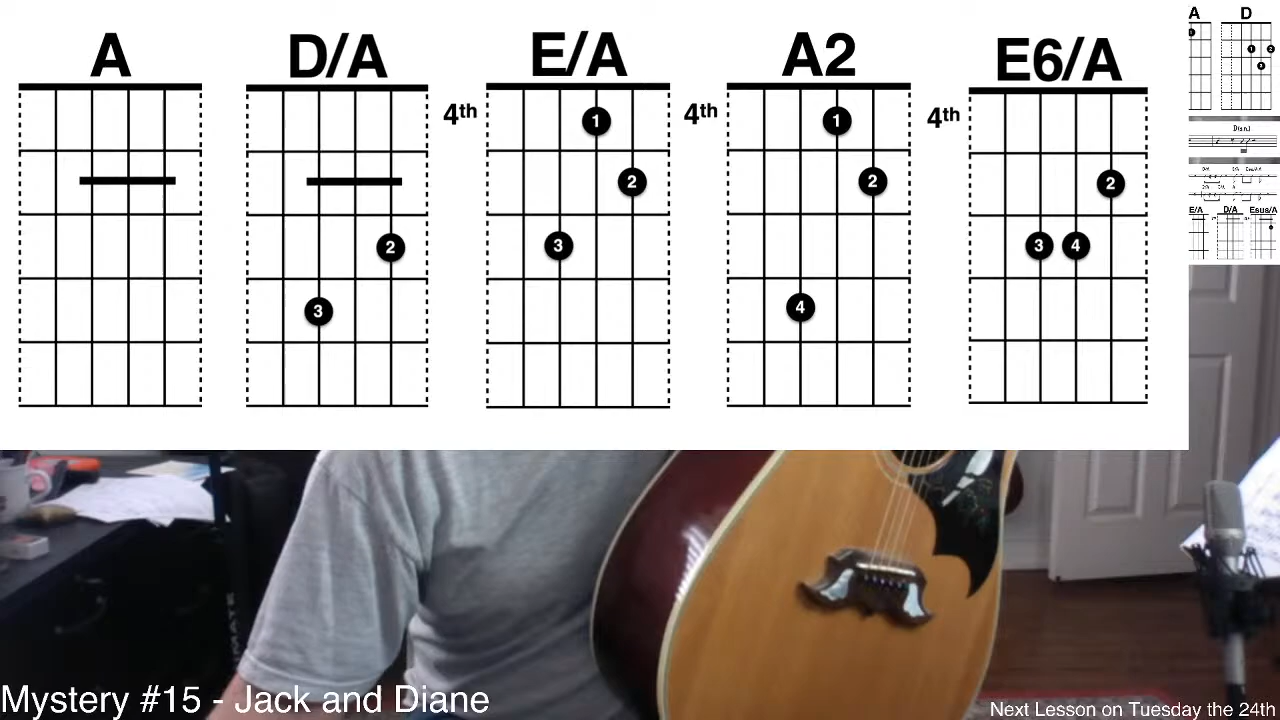 A D/A E/A A2 E6/A
4th 4th 4th
1 1
2 2 2
2 3 3 4
3 4
A D
E/A D/A Esus/A
Mystery #15 - Jack and Diane
Next Lesson on Tuesday the 24th